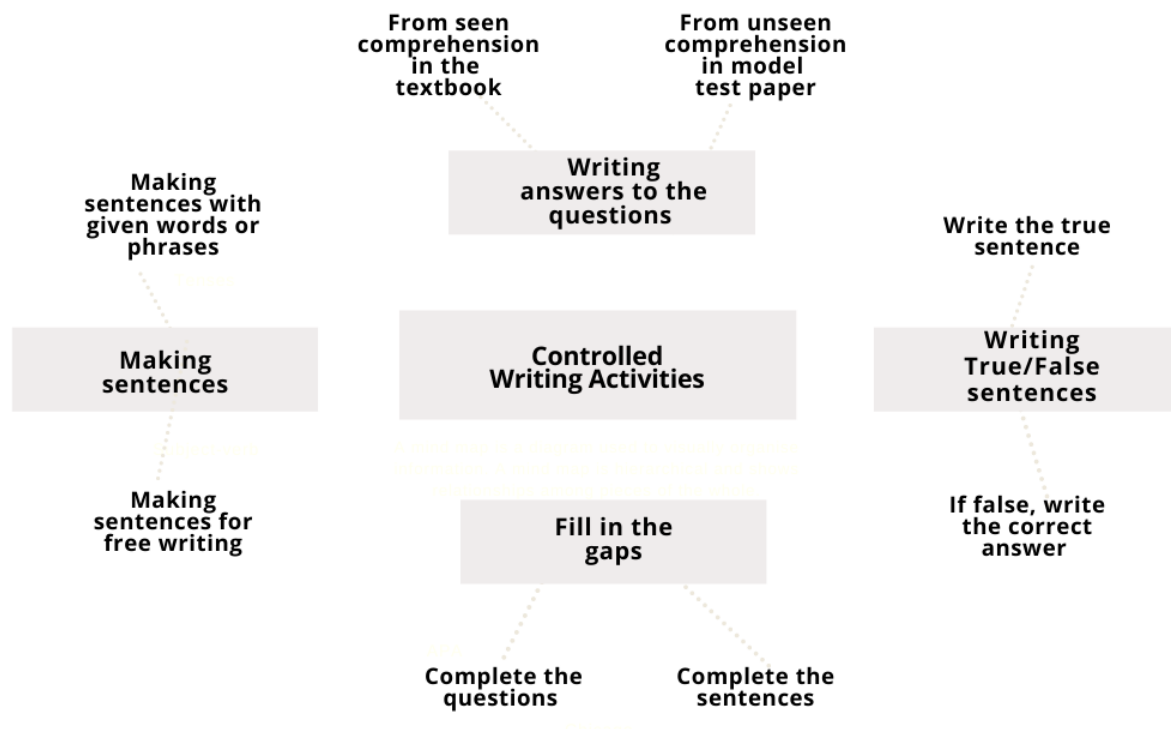 From seen
comprehension
in the
textbook
From unseen
comprehension
in model
test paper
Writing
answers to the
questions
Making
sentences with
given words or
phrases
Write the true
sentence
Making
sentences
Controlled
Writing Activities
Writing
True/False
sentences
Making
sentences for
free writing
Fill in the
gaps
If false, write
the correct
answer
Complete the
questions
Complete the
sentences